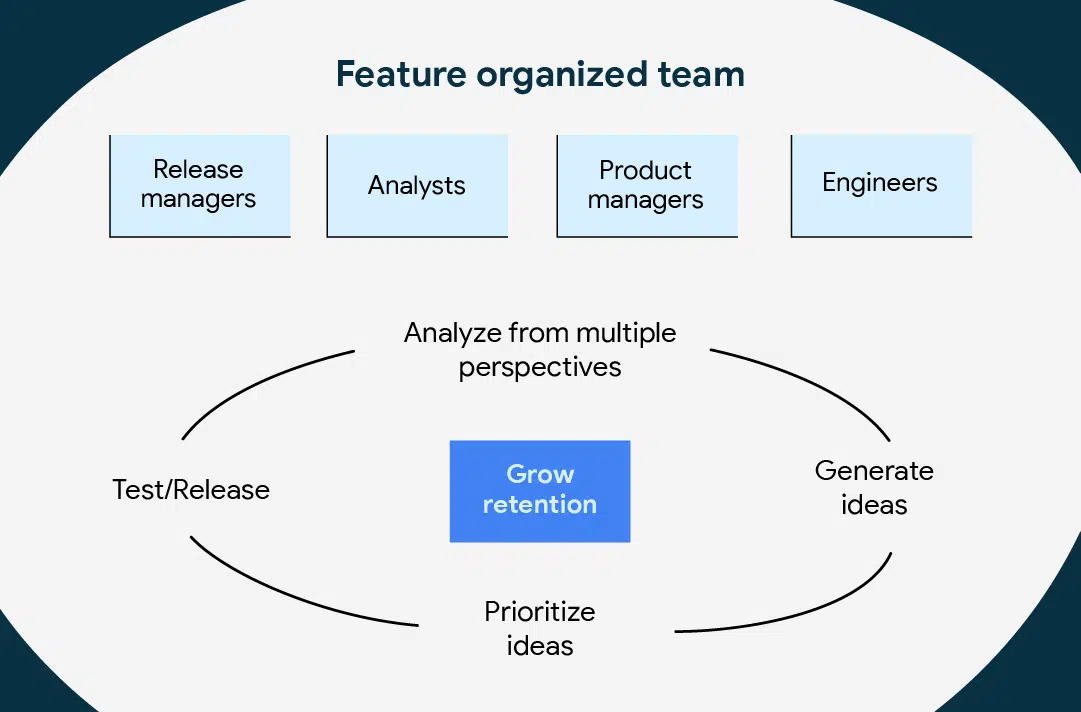 Feature organized team
Release
managers
Analysts
Product
managers
Engineers
Analyze from multiple
perspectives
Generate
ideas
Prioritize
ideas
Test/Release
Grow
retention